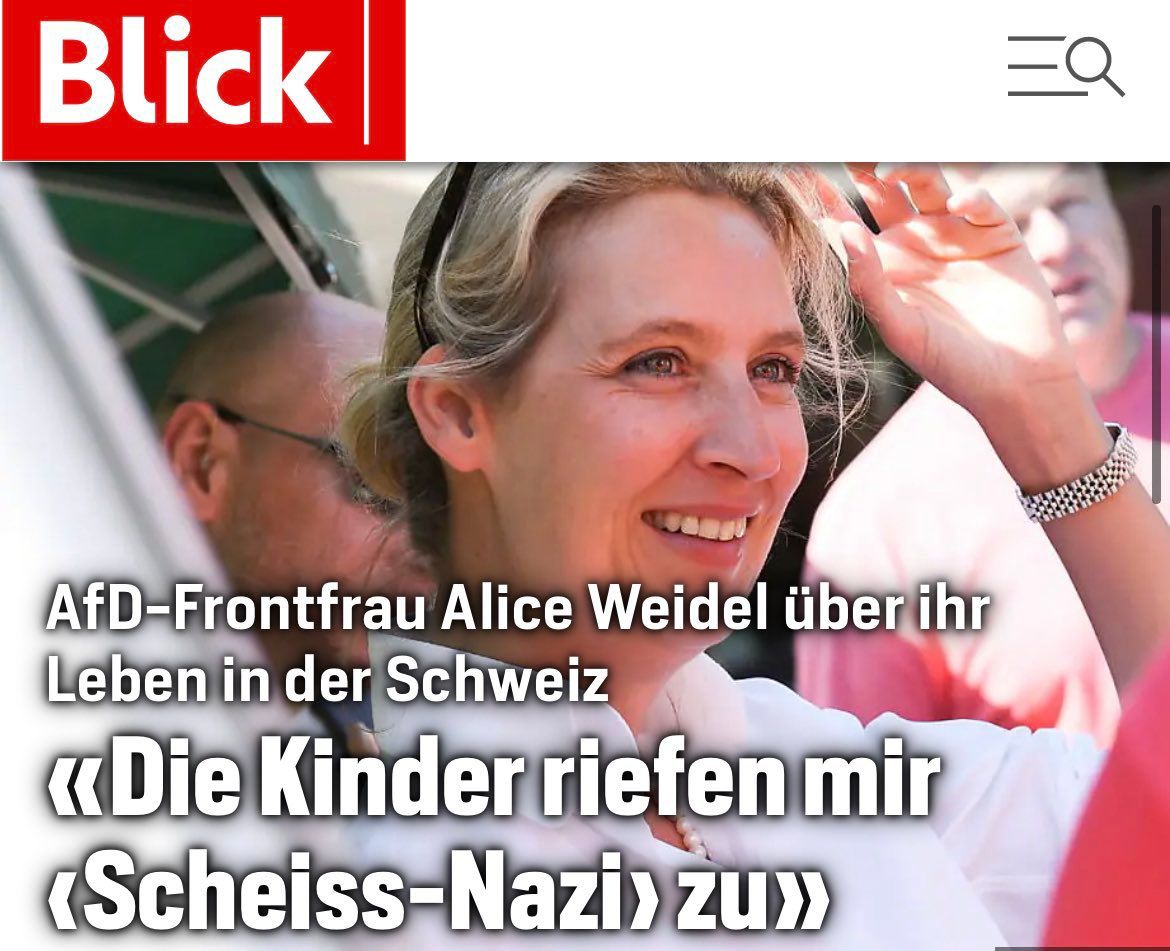 Blick
AfD-Frontfrau Alice Weidel über ihr
Leben in der Schweiz
«Die Kinder riefen mir
‹Scheiss-Nazi› zu»